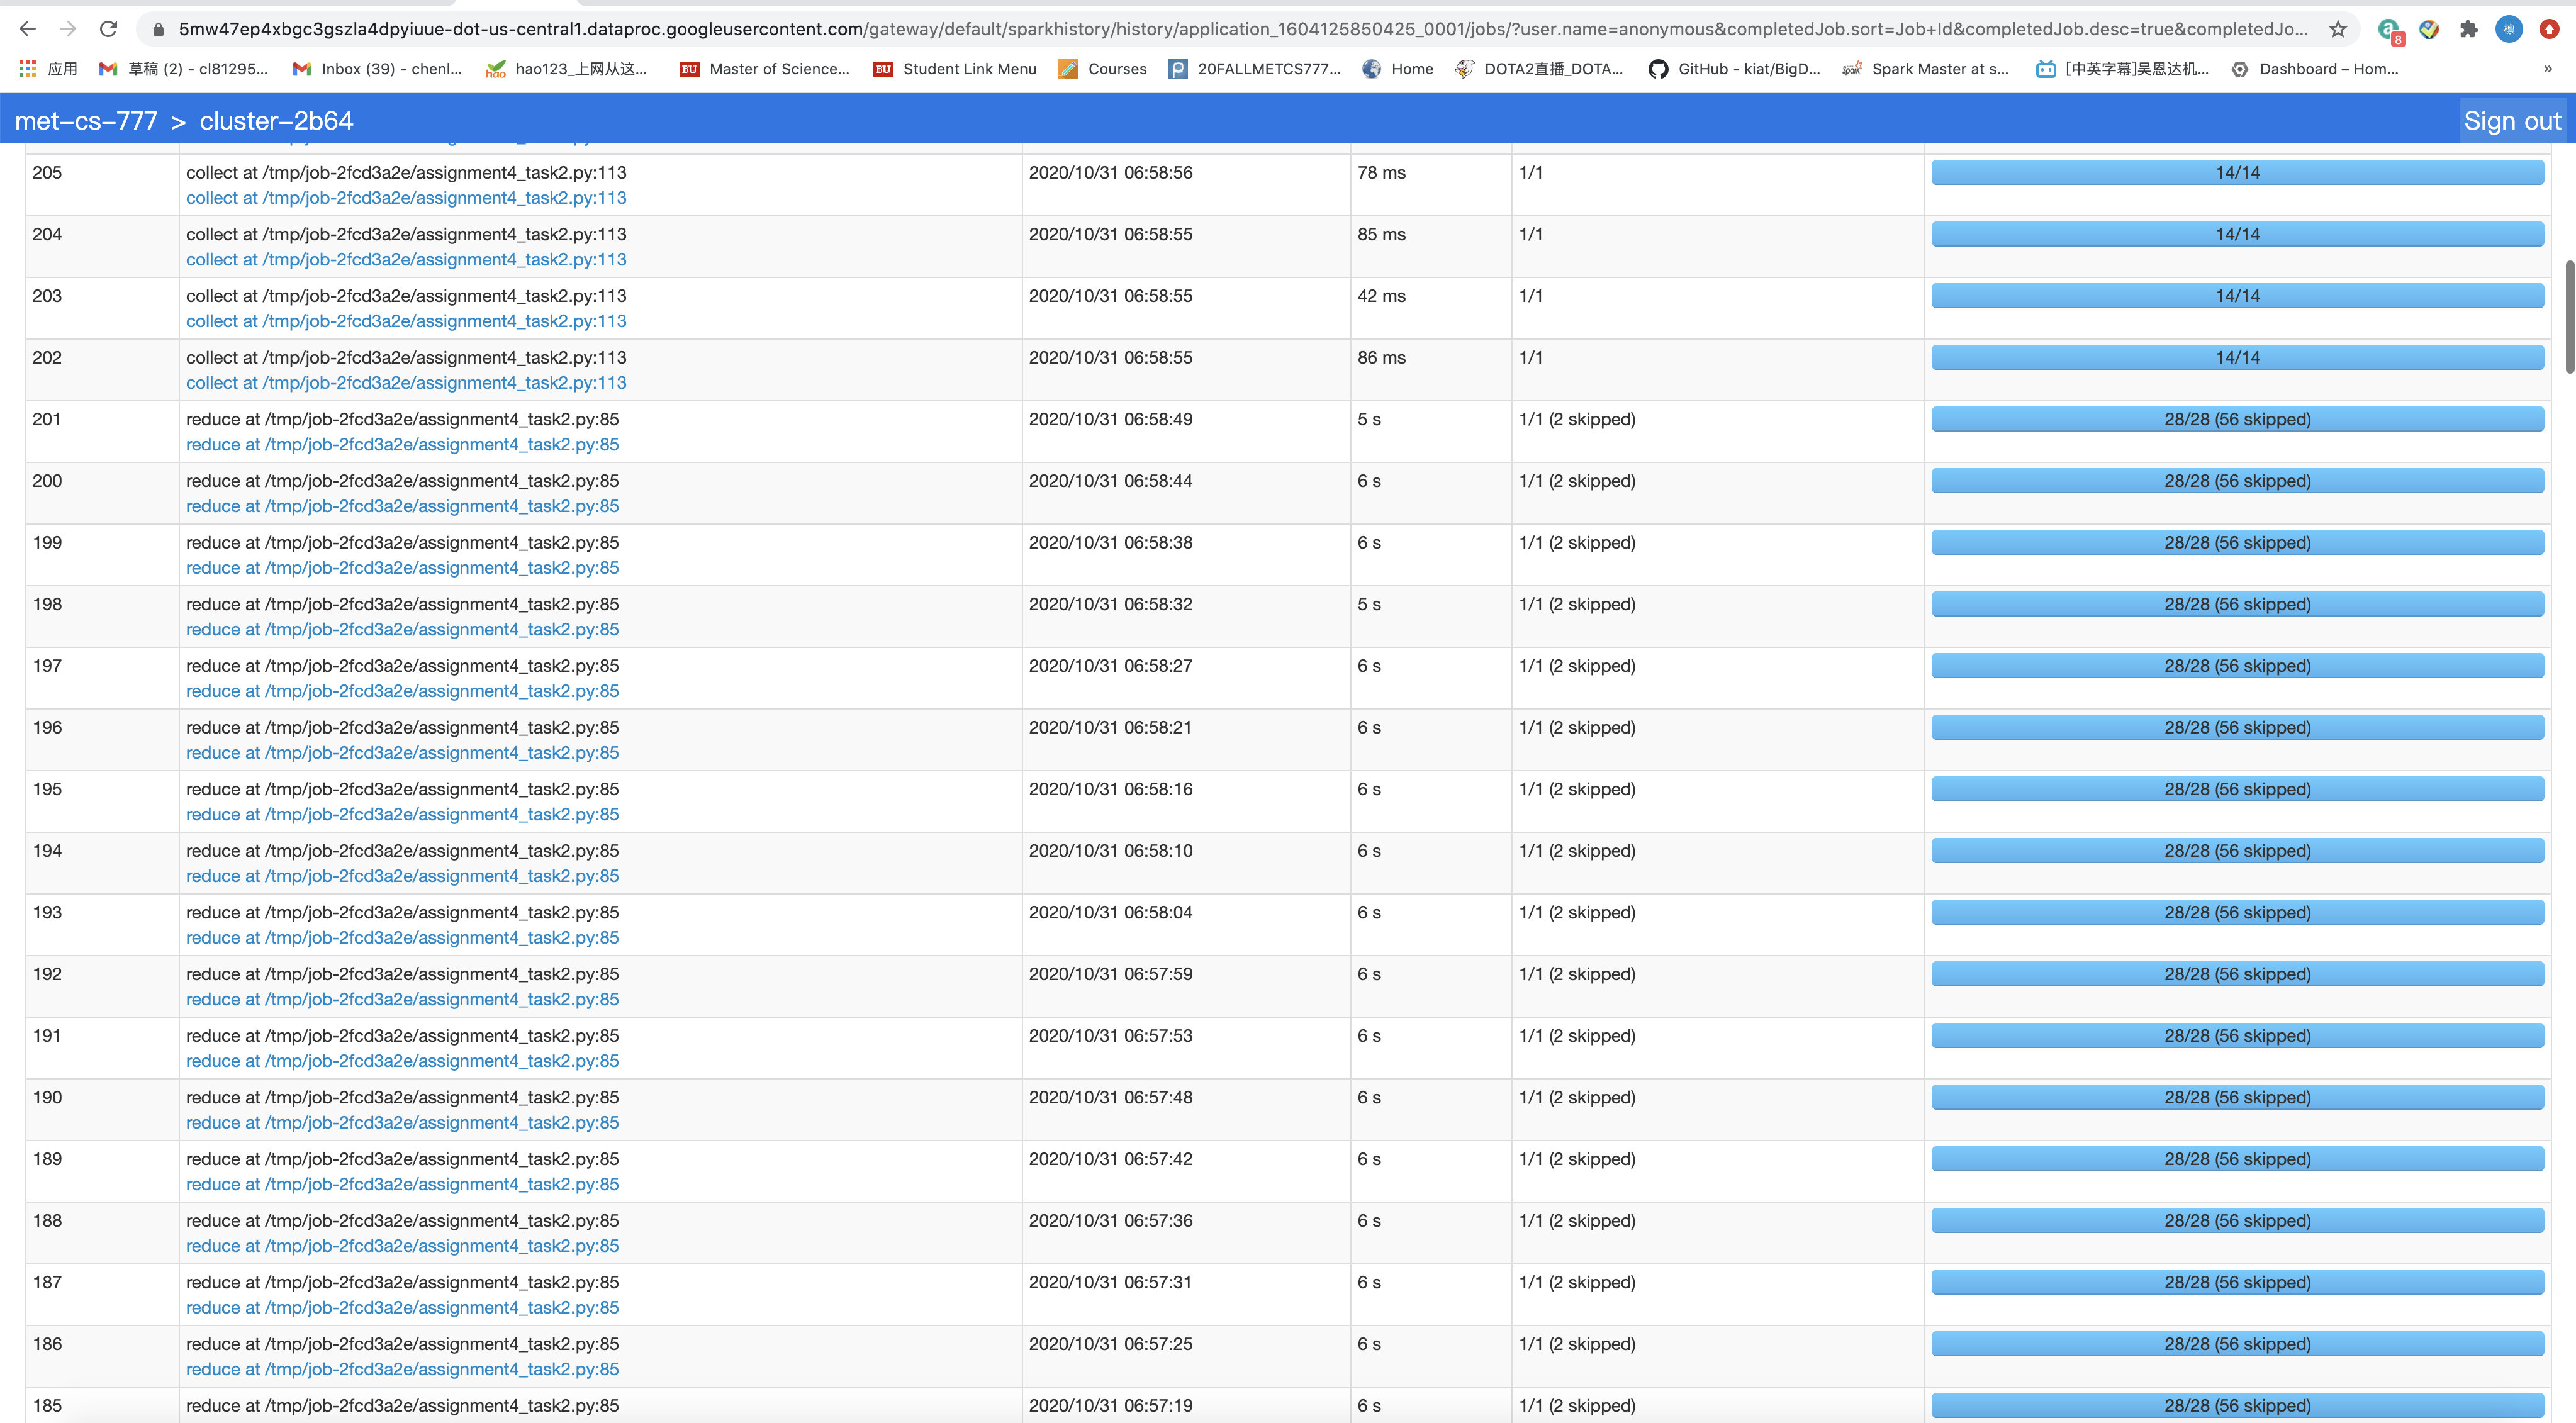 5mw47ep4xbgc3gszla4dpyiuue-dot-us-central1.dataproc.googleusercontent.com/gateway/default/sparkhistory/history/application_1604125850425_0001/jobs/?user.name=anonymous&completedJob.sort=Job+Id&completedJob.desc=true&completedJo... 8 標
应用 草稿 (2) - cl81295... Inbox (39) - chenl... hao hao123_上网从这... BU Master of Science... BU Student Link Menu Courses 20FALLMETCS777... Home DOTA2直播_DOTA... GitHub - kiat/BigD... Spark Master at s... [中英字幕]吴恩达机... Dashboard – Hom... »
met-cs-777 > cluster-2b64 Sign out
205 collect at /tmp/job-2fcd3a2e/assignment4_task2.py:113 2020/10/31 06:58:56 78 ms 1/1 14/14
collect at /tmp/job-2fcd3a2e/assignment4_task2.py:113
204 collect at /tmp/job-2fcd3a2e/assignment4_task2.py:113 2020/10/31 06:58:55 85 ms 1/1 14/14
collect at /tmp/job-2fcd3a2e/assignment4_task2.py:113
203 collect at /tmp/job-2fcd3a2e/assignment4_task2.py:113 2020/10/31 06:58:55 42 ms 1/1 14/14
collect at /tmp/job-2fcd3a2e/assignment4_task2.py:113
202 collect at /tmp/job-2fcd3a2e/assignment4_task2.py:113 2020/10/31 06:58:55 86 ms 1/1 14/14
collect at /tmp/job-2fcd3a2e/assignment4_task2.py:113
201 reduce at /tmp/job-2fcd3a2e/assignment4_task2.py:85 2020/10/31 06:58:49 5 s 1/1 (2 skipped) 28/28 (56 skipped)
reduce at /tmp/job-2fcd3a2e/assignment4_task2.py:85
200 reduce at /tmp/job-2fcd3a2e/assignment4_task2.py:85 2020/10/31 06:58:44 6 s 1/1 (2 skipped) 28/28 (56 skipped)
reduce at /tmp/job-2fcd3a2e/assignment4_task2.py:85
199 reduce at /tmp/job-2fcd3a2e/assignment4_task2.py:85 2020/10/31 06:58:38 6 s 1/1 (2 skipped) 28/28 (56 skipped)
reduce at /tmp/job-2fcd3a2e/assignment4_task2.py:85
198 reduce at /tmp/job-2fcd3a2e/assignment4_task2.py:85 2020/10/31 06:58:32 5 s 1/1 (2 skipped) 28/28 (56 skipped)
reduce at /tmp/job-2fcd3a2e/assignment4_task2.py:85
197 reduce at /tmp/job-2fcd3a2e/assignment4_task2.py:85 2020/10/31 06:58:27 6 s 1/1 (2 skipped) 28/28 (56 skipped)
reduce at /tmp/job-2fcd3a2e/assignment4_task2.py:85
196 reduce at /tmp/job-2fcd3a2e/assignment4_task2.py:85 2020/10/31 06:58:21 6 s 1/1 (2 skipped) 28/28 (56 skipped)
reduce at /tmp/job-2fcd3a2e/assignment4_task2.py:85
195 reduce at /tmp/job-2fcd3a2e/assignment4_task2.py:85 2020/10/31 06:58:16 6 s 1/1 (2 skipped) 28/28 (56 skipped)
reduce at /tmp/job-2fcd3a2e/assignment4_task2.py:85
194 reduce at /tmp/job-2fcd3a2e/assignment4_task2.py:85 2020/10/31 06:58:10 6 s 1/1 (2 skipped) 28/28 (56 skipped)
reduce at /tmp/job-2fcd3a2e/assignment4_task2.py:85
193 reduce at /tmp/job-2fcd3a2e/assignment4_task2.py:85 2020/10/31 06:58:04 6 s 1/1 (2 skipped) 28/28 (56 skipped)
reduce at /tmp/job-2fcd3a2e/assignment4_task2.py:85
192 reduce at /tmp/job-2fcd3a2e/assignment4_task2.py:85 2020/10/31 06:57:59 6 s 1/1 (2 skipped) 28/28 (56 skipped)
reduce at /tmp/job-2fcd3a2e/assignment4_task2.py:85
191 reduce at /tmp/job-2fcd3a2e/assignment4_task2.py:85 2020/10/31 06:57:53 6 s 1/1 (2 skipped) 28/28 (56 skipped)
reduce at /tmp/job-2fcd3a2e/assignment4_task2.py:85
190 reduce at /tmp/job-2fcd3a2e/assignment4_task2.py:85 2020/10/31 06:57:48 6 s 1/1 (2 skipped) 28/28 (56 skipped)
reduce at /tmp/job-2fcd3a2e/assignment4_task2.py:85
189 reduce at /tmp/job-2fcd3a2e/assignment4_task2.py:85 2020/10/31 06:57:42 6 s 1/1 (2 skipped) 28/28 (56 skipped)
reduce at /tmp/job-2fcd3a2e/assignment4_task2.py:85
188 reduce at /tmp/job-2fcd3a2e/assignment4_task2.py:85 2020/10/31 06:57:36 6 s 1/1 (2 skipped) 28/28 (56 skipped)
reduce at /tmp/job-2fcd3a2e/assignment4_task2.py:85
187 reduce at /tmp/job-2fcd3a2e/assignment4_task2.py:85 2020/10/31 06:57:31 6 s 1/1 (2 skipped) 28/28 (56 skipped)
reduce at /tmp/job-2fcd3a2e/assignment4_task2.py:85
186 reduce at /tmp/job-2fcd3a2e/assignment4_task2.py:85 2020/10/31 06:57:25 6 s 1/1 (2 skipped) 28/28 (56 skipped)
reduce at /tmp/job-2fcd3a2e/assignment4_task2.py:85
185 reduce at /tmp/job-2fcd3a2e/assignment4_task2.py:85 2020/10/31 06:57:19 6 s 1/1 (2 skipped) 28/28 (56 skipped)